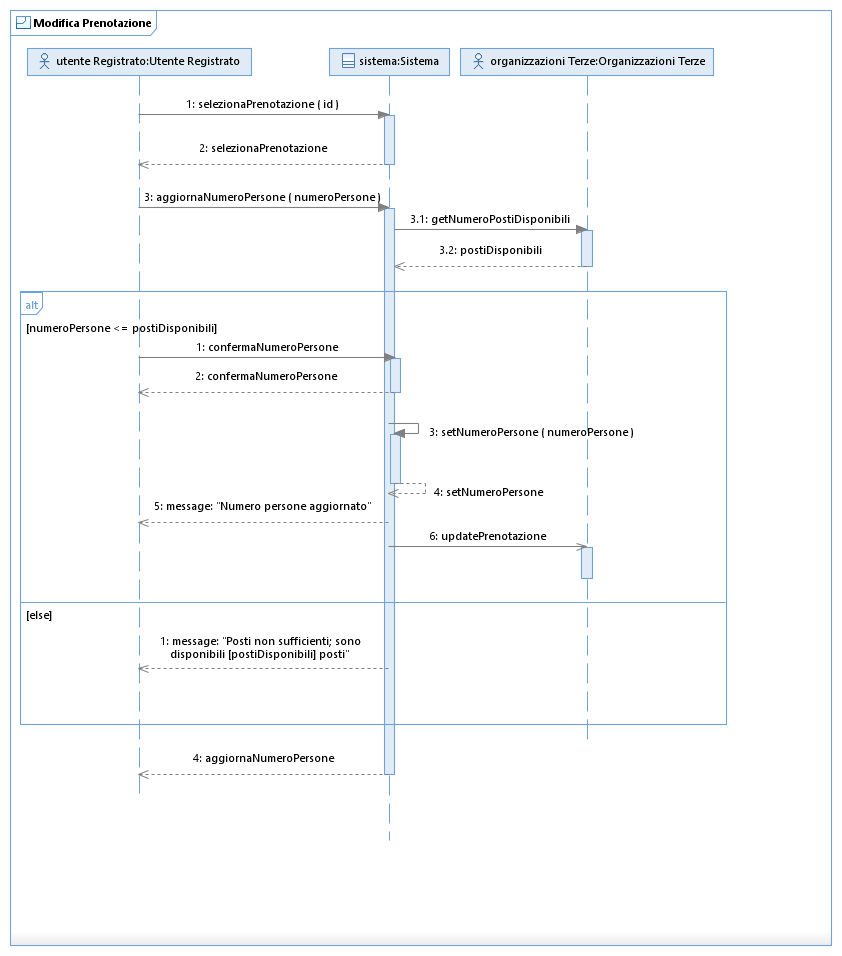 Modifica Prenotazione
utente Registrato:Utente Registrato
sistema:Sistema
organizzazioni Terze:Organizzazioni Terze
1: selezionaPrenotazione ( id )
2: selezionaPrenotazione
3: aggiornaNumeroPersone ( numeroPersone )
3.1: getNumeroPostiDisponibili
3.2: postiDisponibili
alt
[numeroPersone <= postiDisponibili]
1: confermaNumeroPersone
2: confermaNumeroPersone
3: setNumeroPersone ( numeroPersone )
4: setNumeroPersone
5: message: "Numero persone aggiornato"
6: updatePrenotazione
[else]
1: message: "Posti non sufficienti; sono
disponibili [postiDisponibili] posti"
4: aggiornaNumeroPersone